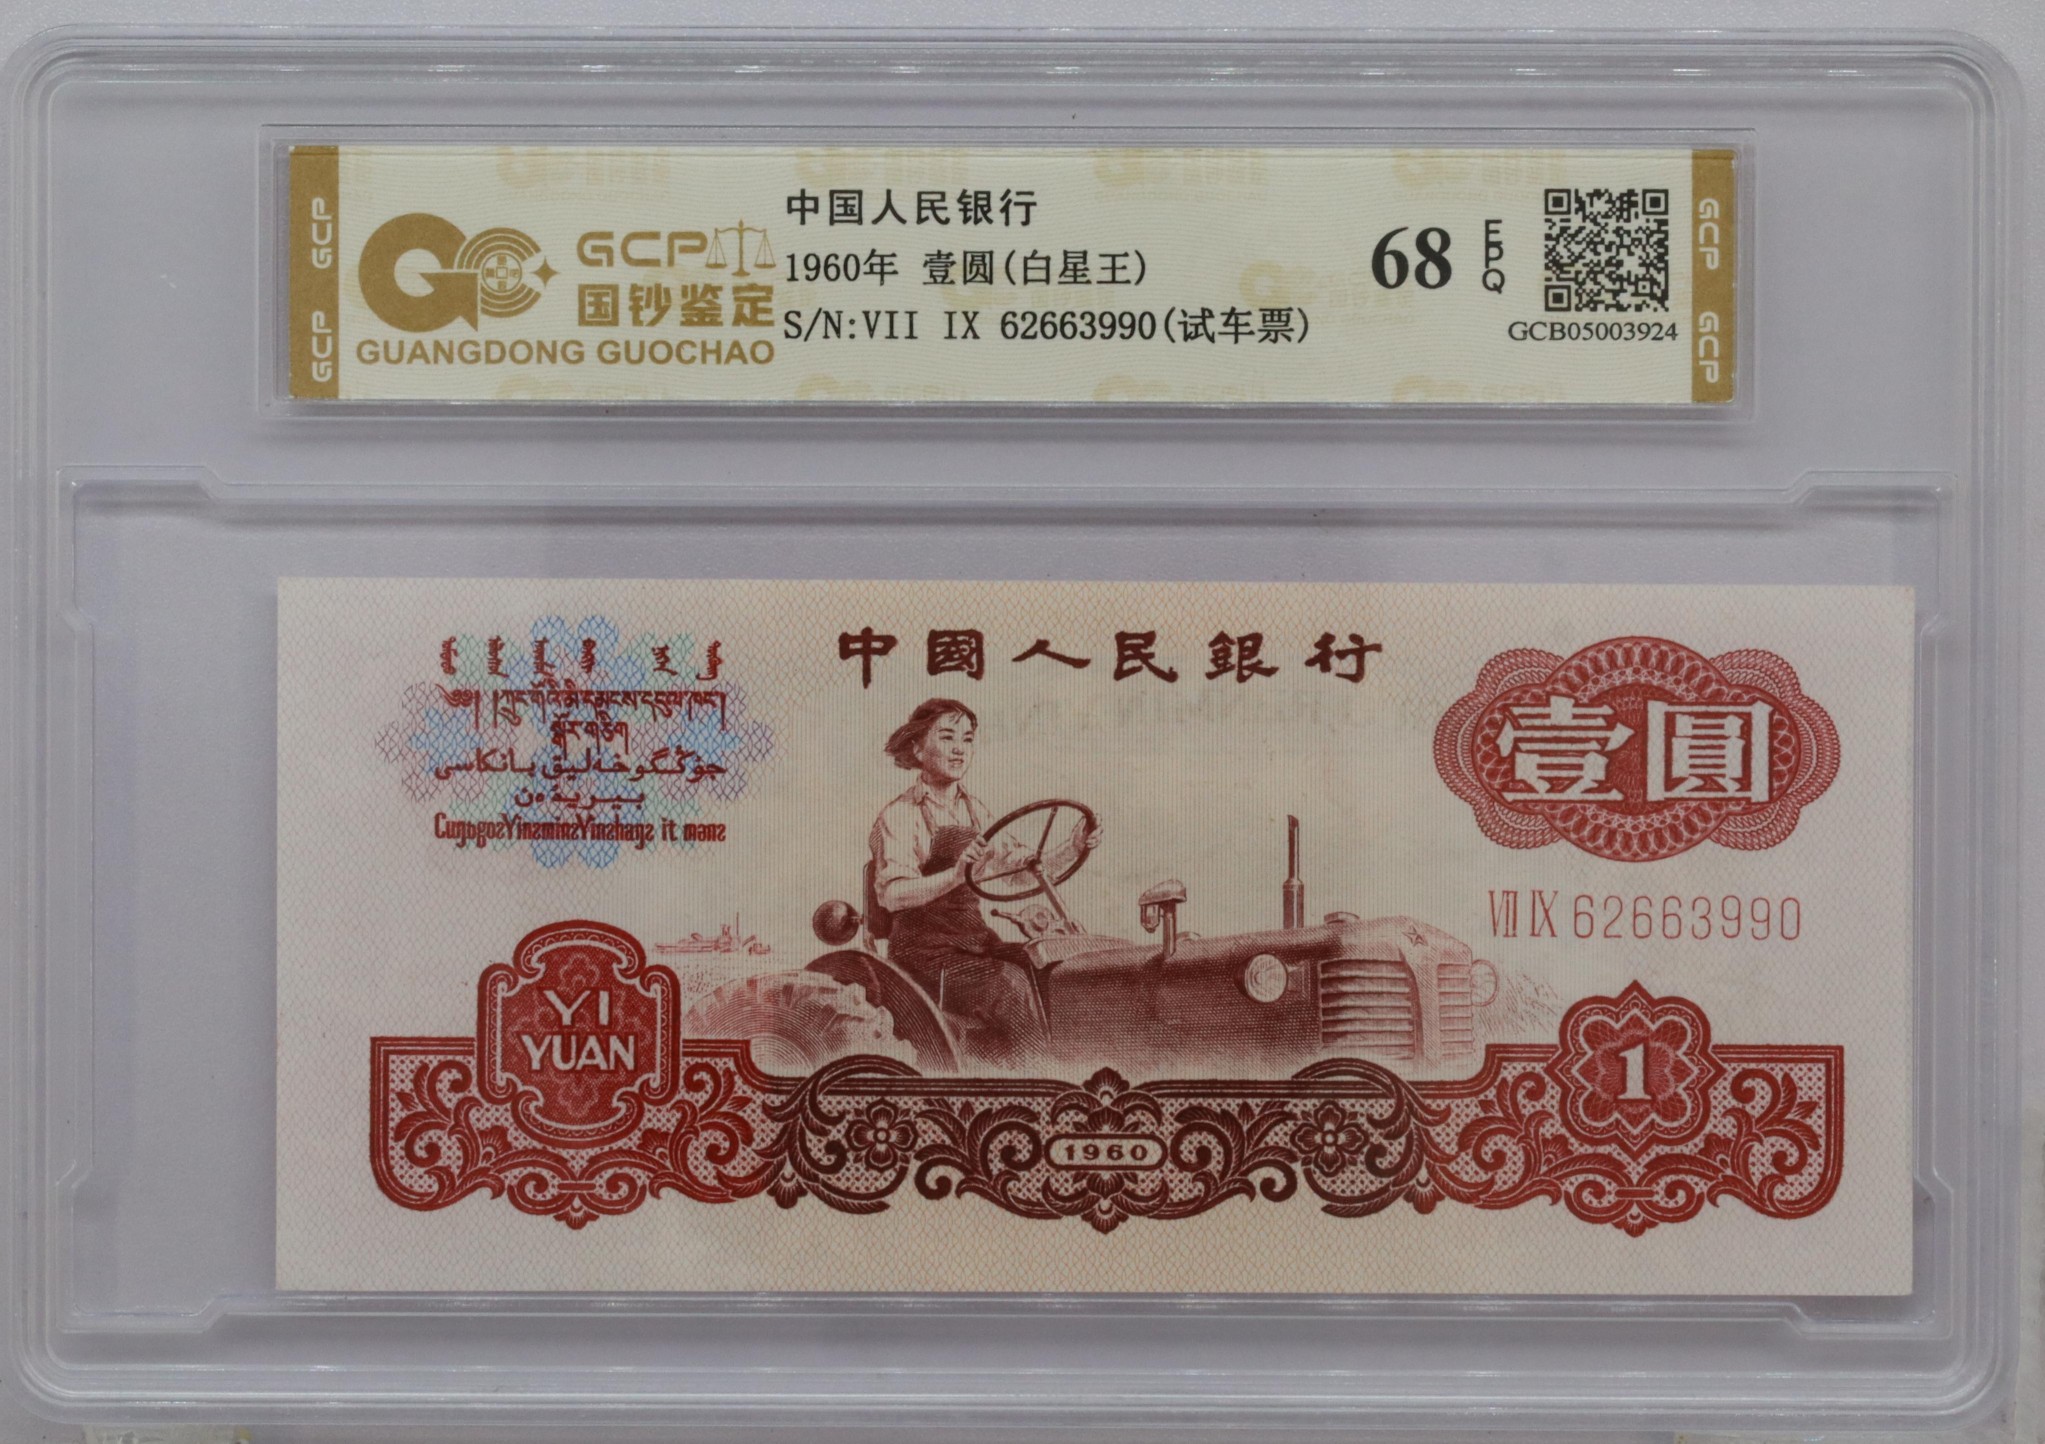 GCP
GCP
GCP
国钞鉴定
GUANGDONG GUOCHAO
中国人民银行
1960年 壹圆(白星王)
S/N:VII IX 62663990(试车票)
68
EPQ
GCB05003924
GCP
GCP
中國人民銀行
壹圓
VII IX 62663990
YI
YUAN
1960
1